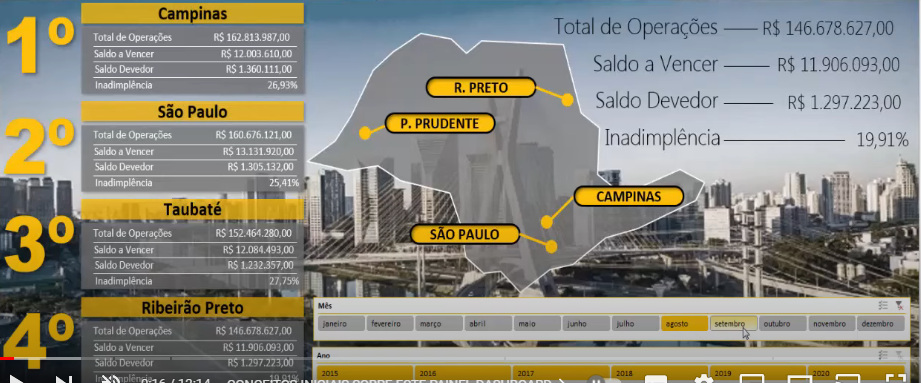 1º
Campinas
Total de Operações R$ 162.813.987,00
Saldo a Vencer R$ 12.003.610,00
Saldo Devedor R$ 1.360.111,00
Inadimplência 26,93%
2º
São Paulo
Total de Operações R$ 160.676.121,00
Saldo a Vencer R$ 13.131.920,00
Saldo Devedor R$ 1.305.132,00
Inadimplência 25,41%
3º
Taubaté
Total de Operações R$ 152.464.280,00
Saldo a Vencer R$ 12.084.493,00
Saldo Devedor R$ 1.232.357,00
Inadimplência 27,75%
4º
Ribeirão Preto
Total de Operações R$ 146.678.627,00
Saldo a Vencer R$ 11.906.093,00
Saldo Devedor R$ 1.297.223,00
Inadimplência 19,91%
R. PRETO
P. PRUDENTE
CAMPINAS
SÃO PAULO
Total de Operações R$ 146.678.627,00
Saldo a Vencer R$ 11.906.093,00
Saldo Devedor R$ 1.297.223,00
Inadimplência 19,91%
Mês
janeiro fevereiro março abril maio junho julho agosto setembro outubro novembro dezembro
Ano
2015 2016 2017 2018 2019 2020
0:16 / 12:14 CONCEITOS INICIAIS SOBRE ESTE PAINEL DASHBOARD